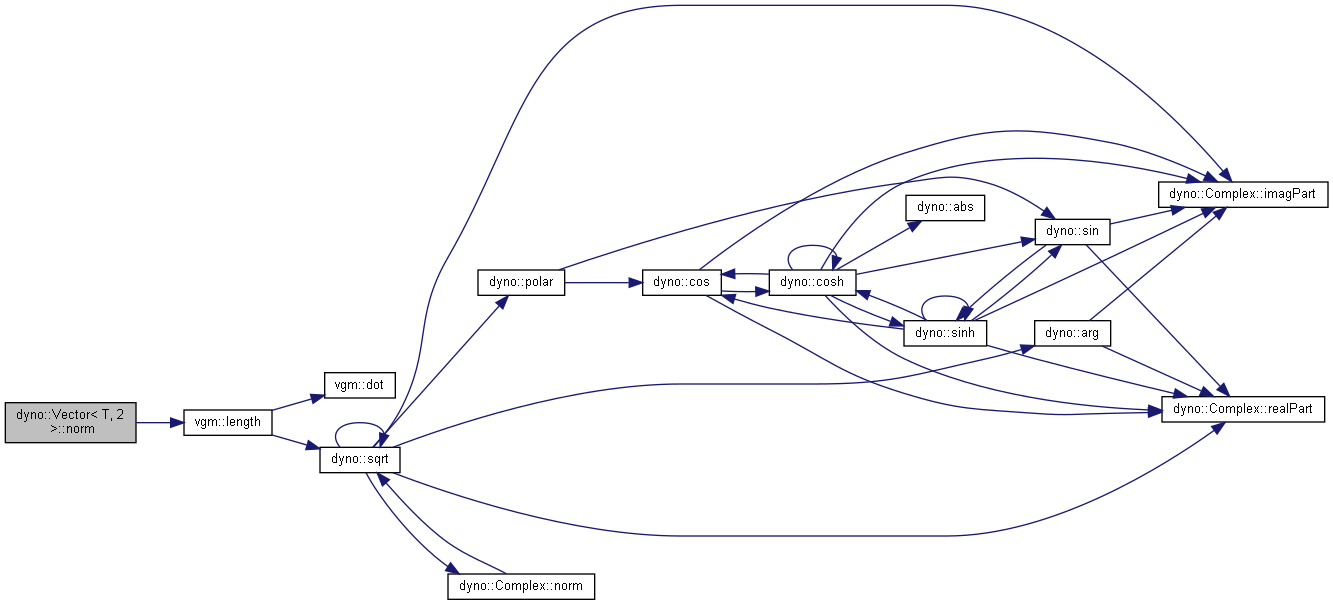 dyno::Vector< T, 2
>::norm
vgm::length
vgm::dot
dyno::sqrt
dyno::Complex::norm
dyno::polar
dyno::cos
dyno::cosh
dyno::abs
dyno::sinh
dyno::sin
dyno::arg
dyno::Complex::imagPart
dyno::Complex::realPart